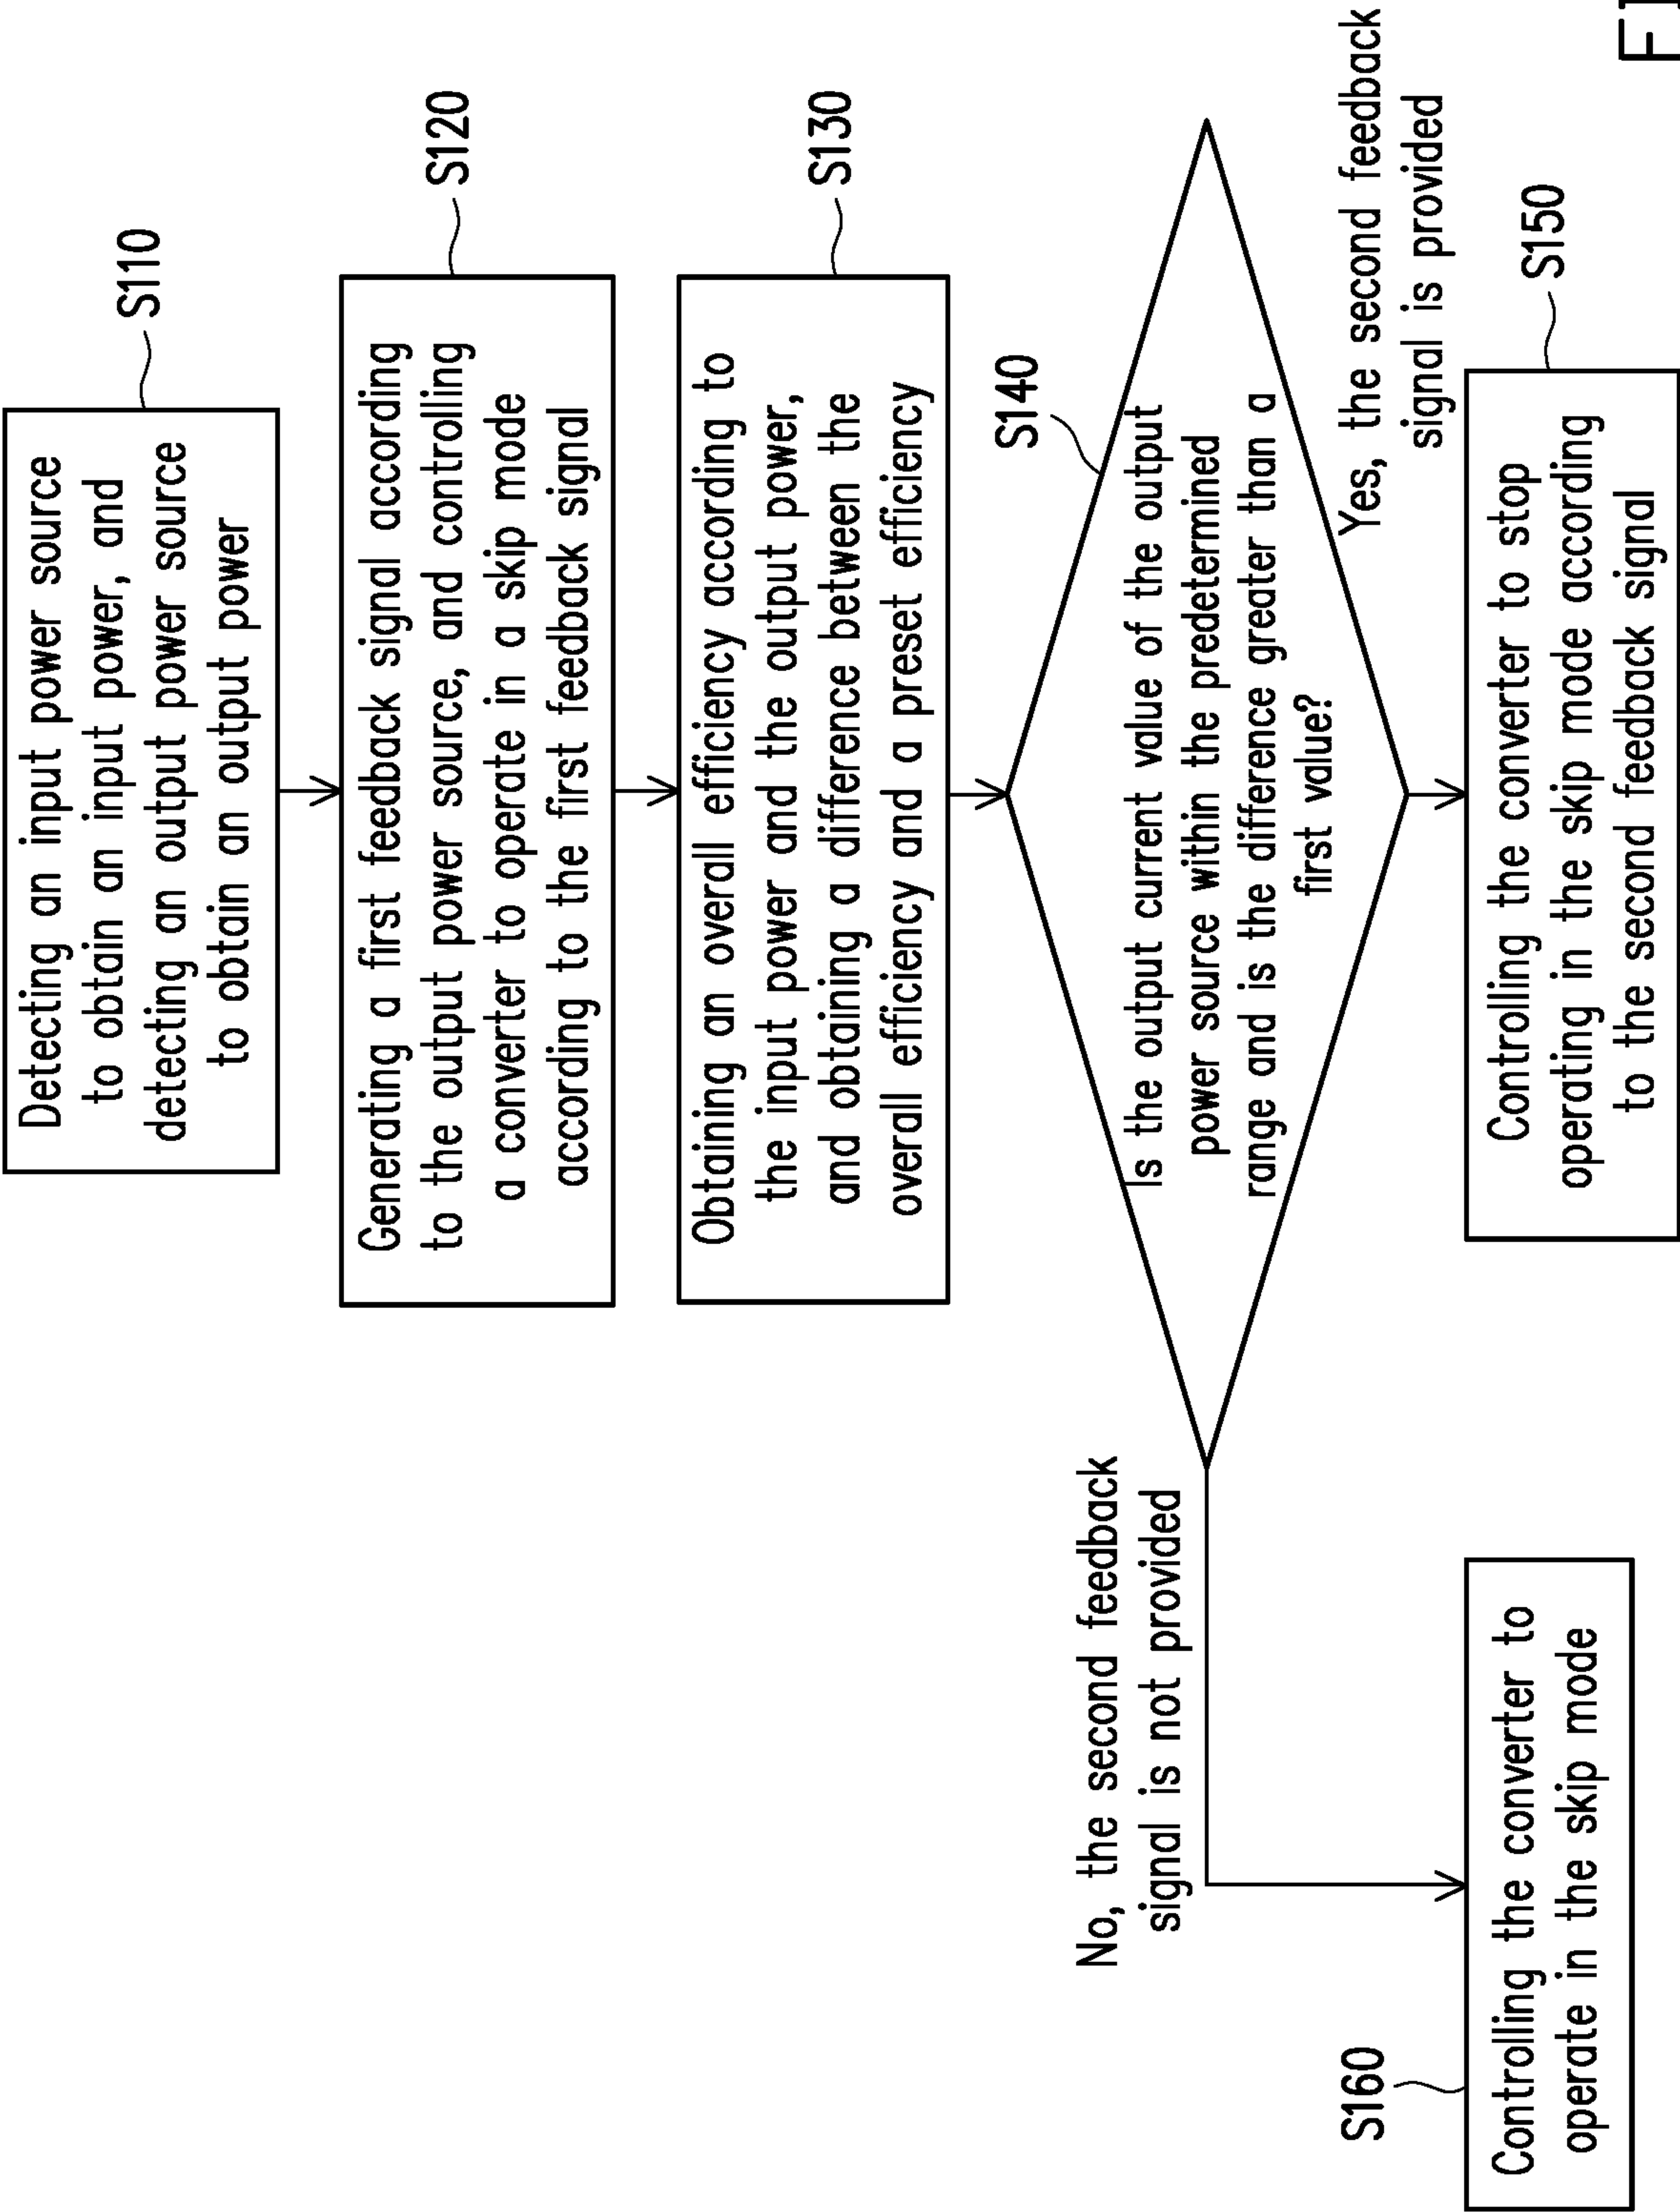 Detecting an input power source
to obtain an input power, and
detecting an output power source
to obtain an output power
S110
Generating a first feedback signal according
to the output power source, and controlling
a converter to operate in a skip mode
according to the first feedback signal
S120
Obtaining an overall efficiency according to
the input power and the output power,
and obtaining a difference between the
overall efficiency and a preset efficiency
S130
S140
Is the output current value of the output
power source within the predetermined
range and is the difference greater than a
first value?
No, the second feedback
signal is not provided
Yes, the second feedback
signal is provided
S160
Controlling the converter to
operate in the skip mode
Controlling the converter to stop
operating in the skip mode according
to the second feedback signal
S150